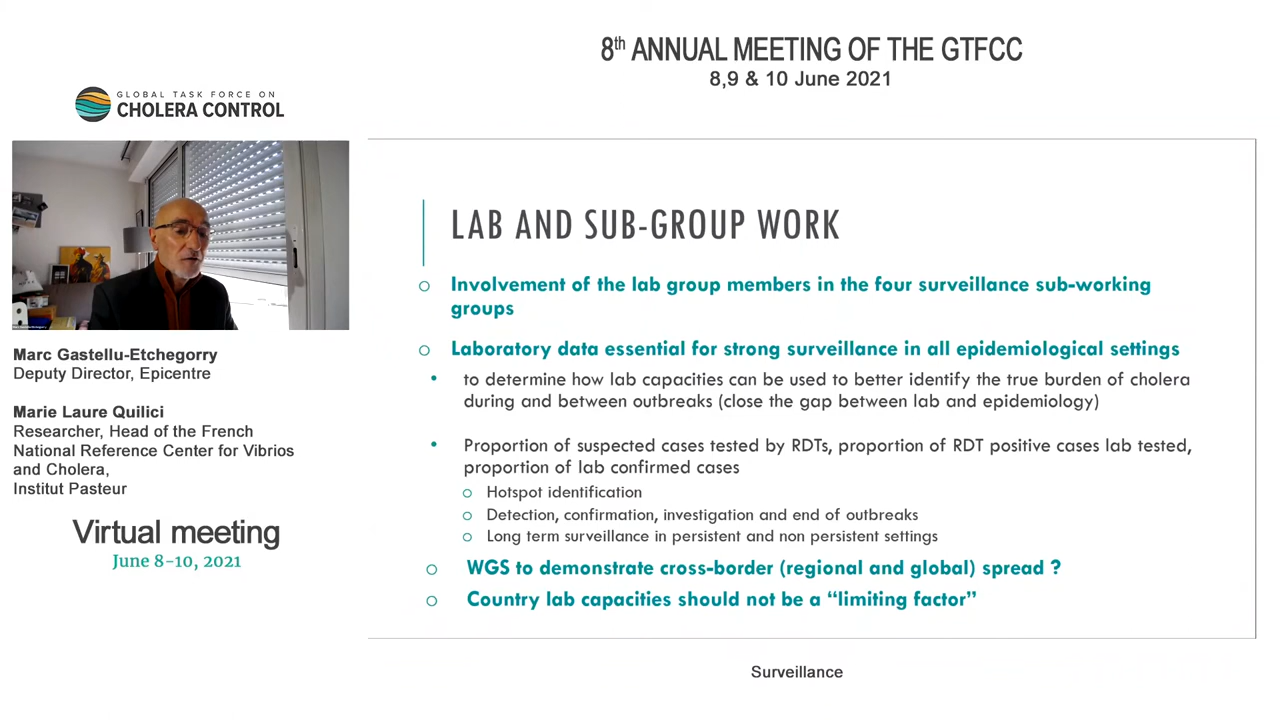 8th ANNUAL MEETING OF THE GTFCC
8,9 & 10 June 2021
GLOBAL TASK FORCE ON
CHOLERA CONTROL
Marc Gastellu-Etchegorry
Deputy Director, Epicentre
Marie Laure Quilici
Researcher, Head of the French
National Reference Center for Vibrios
and Cholera,
Institut Pasteur
Virtual meeting
June 8-10, 2021
LAB AND SUB-GROUP WORK
Involvement of the lab group members in the four surveillance sub-working
groups
Laboratory data essential for strong surveillance in all epidemiological settings
to determine how lab capacities can be used to better identify the true burden of cholera
during and between outbreaks (close the gap between lab and epidemiology)
Proportion of suspected cases tested by RDTs, proportion of RDT positive cases lab tested,
proportion of lab confirmed cases
Hotspot identification
Detection, confirmation, investigation and end of outbreaks
Long term surveillance in persistent and non persistent settings
WGS to demonstrate cross-border (regional and global) spread ?
Country lab capacities should not be a “limiting factor”
Surveillance